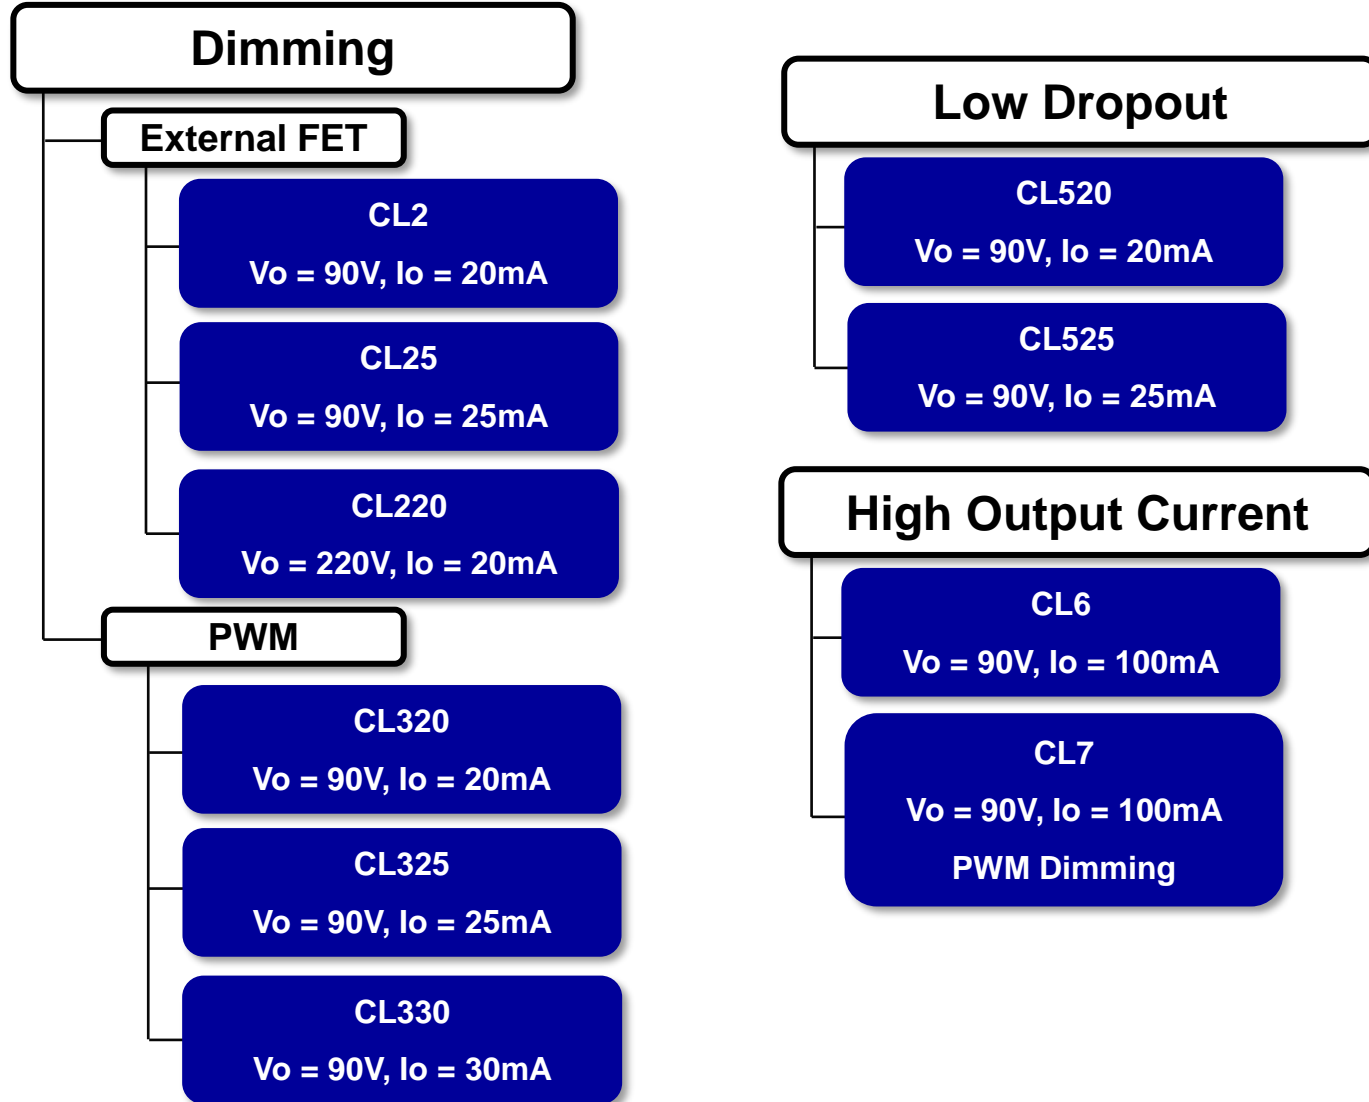 Dimming
External FET
CL2
Vo = 90V, Io = 20mA
CL25
Vo = 90V, Io = 25mA
CL220
Vo = 220V, Io = 20mA
PWM
CL320
Vo = 90V, Io = 20mA
CL325
Vo = 90V, Io = 25mA
CL330
Vo = 90V, Io = 30mA
Low Dropout
CL520
Vo = 90V, Io = 20mA
CL525
Vo = 90V, Io = 25mA
High Output Current
CL6
Vo = 90V, Io = 100mA
CL7
Vo = 90V, Io = 100mA
PWM Dimming